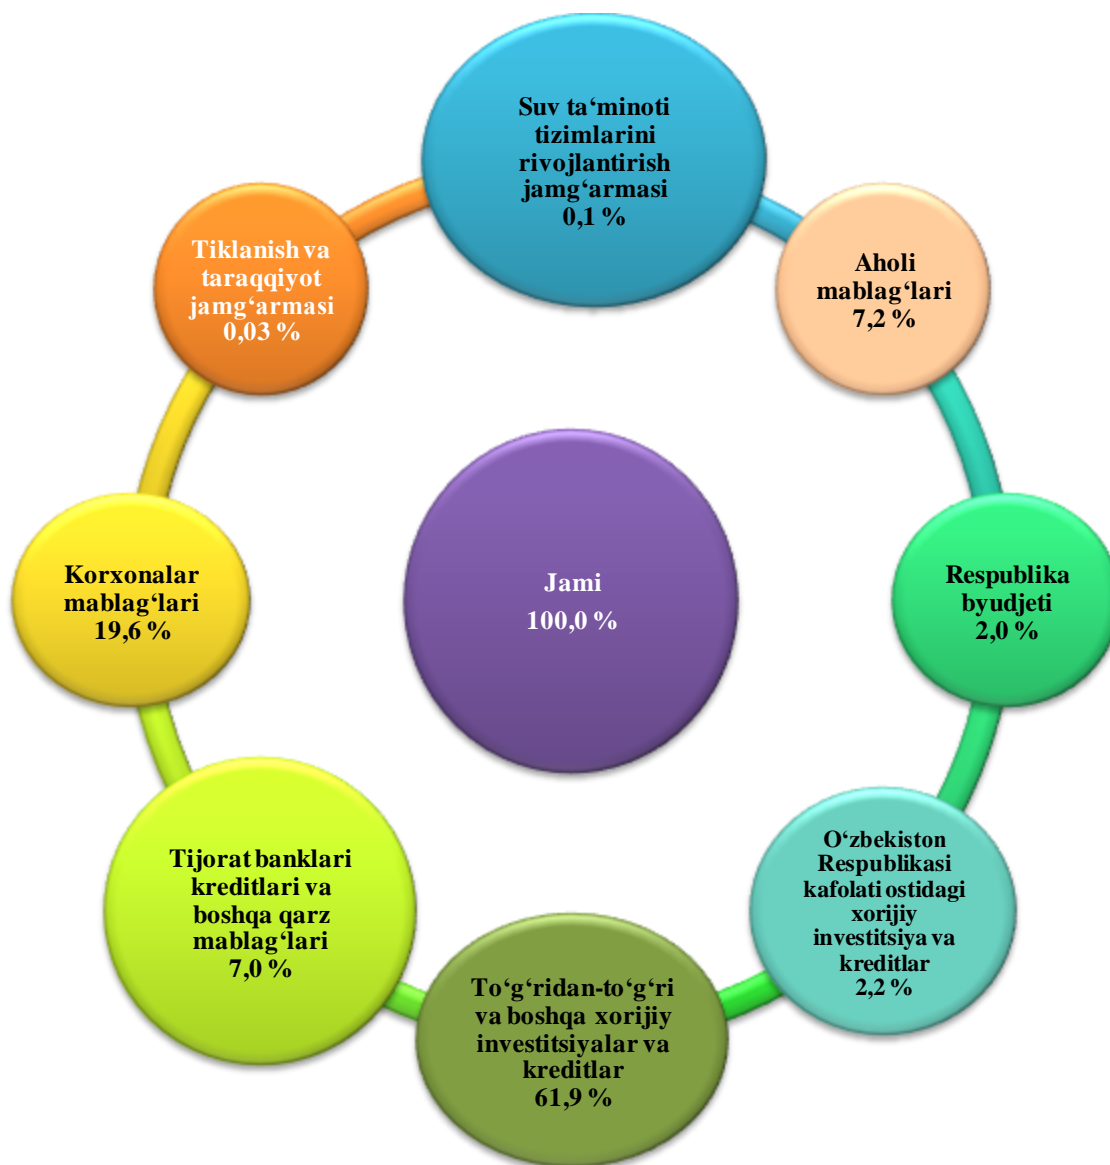 Suv ta‘minoti
tizimlarini
rivojlantirish
jamg‘armasi
0,1 %
Aholi
mablag‘lari
7,2 %
Respublika
byudjeti
2,0 %
O‘zbekiston
Respublikasi
kafolati ostidagi
xorijiy
investitsiya va
kreditlar
2,2 %
To‘g‘ridan-to‘g‘ri
va boshqa xorijiy
investitsiyalar va
kreditlar
61,9 %
Tijorat banklari
kreditlari va
boshqa qarz
mablag‘lari
7,0 %
Korxonalar
mablag‘lari
19,6 %
Tiklanish va
taraqqiyot
jamg‘armasi
0,03 %
Jami
100,0 %